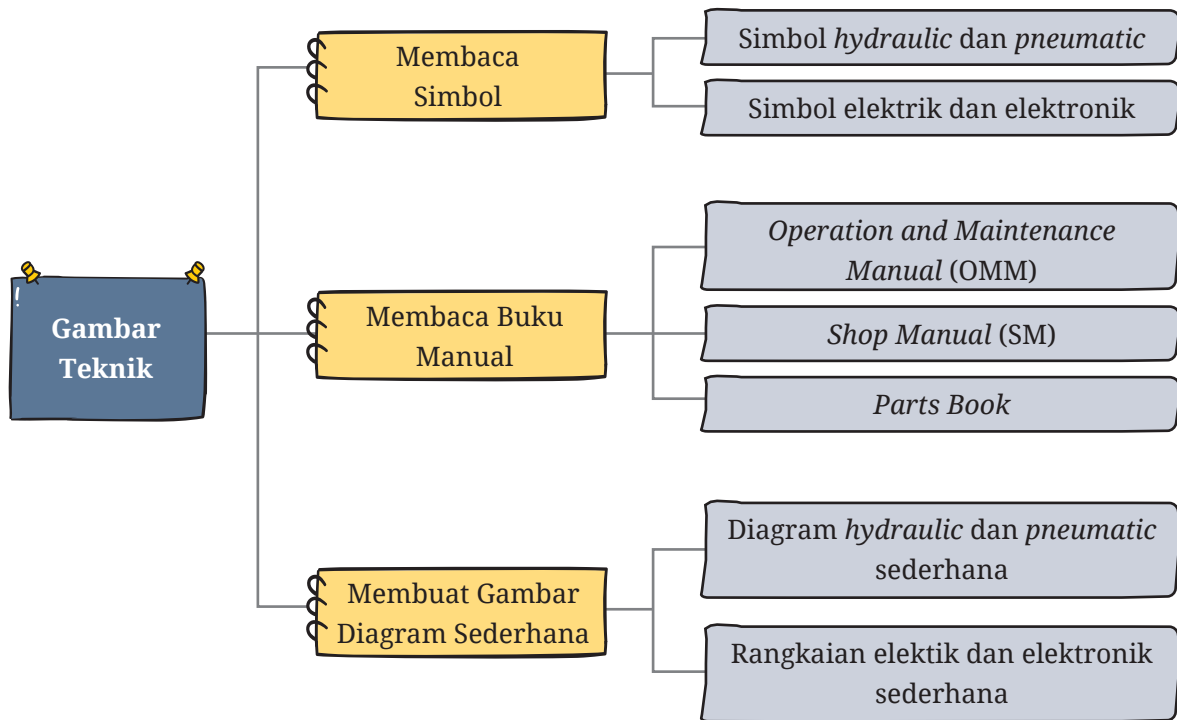 Gambar
Teknik
!
Membaca
Simbol
Simbol hydraulic dan pneumatic
Simbol elektrik dan elektronik
Membaca Buku
Manual
Operation and Maintenance
Manual (OMM)
Shop Manual (SM)
Parts Book
Membuat Gambar
Diagram Sederhana
Diagram hydraulic dan pneumatic
sederhana
Rangkaian elektik dan elektronik
sederhana